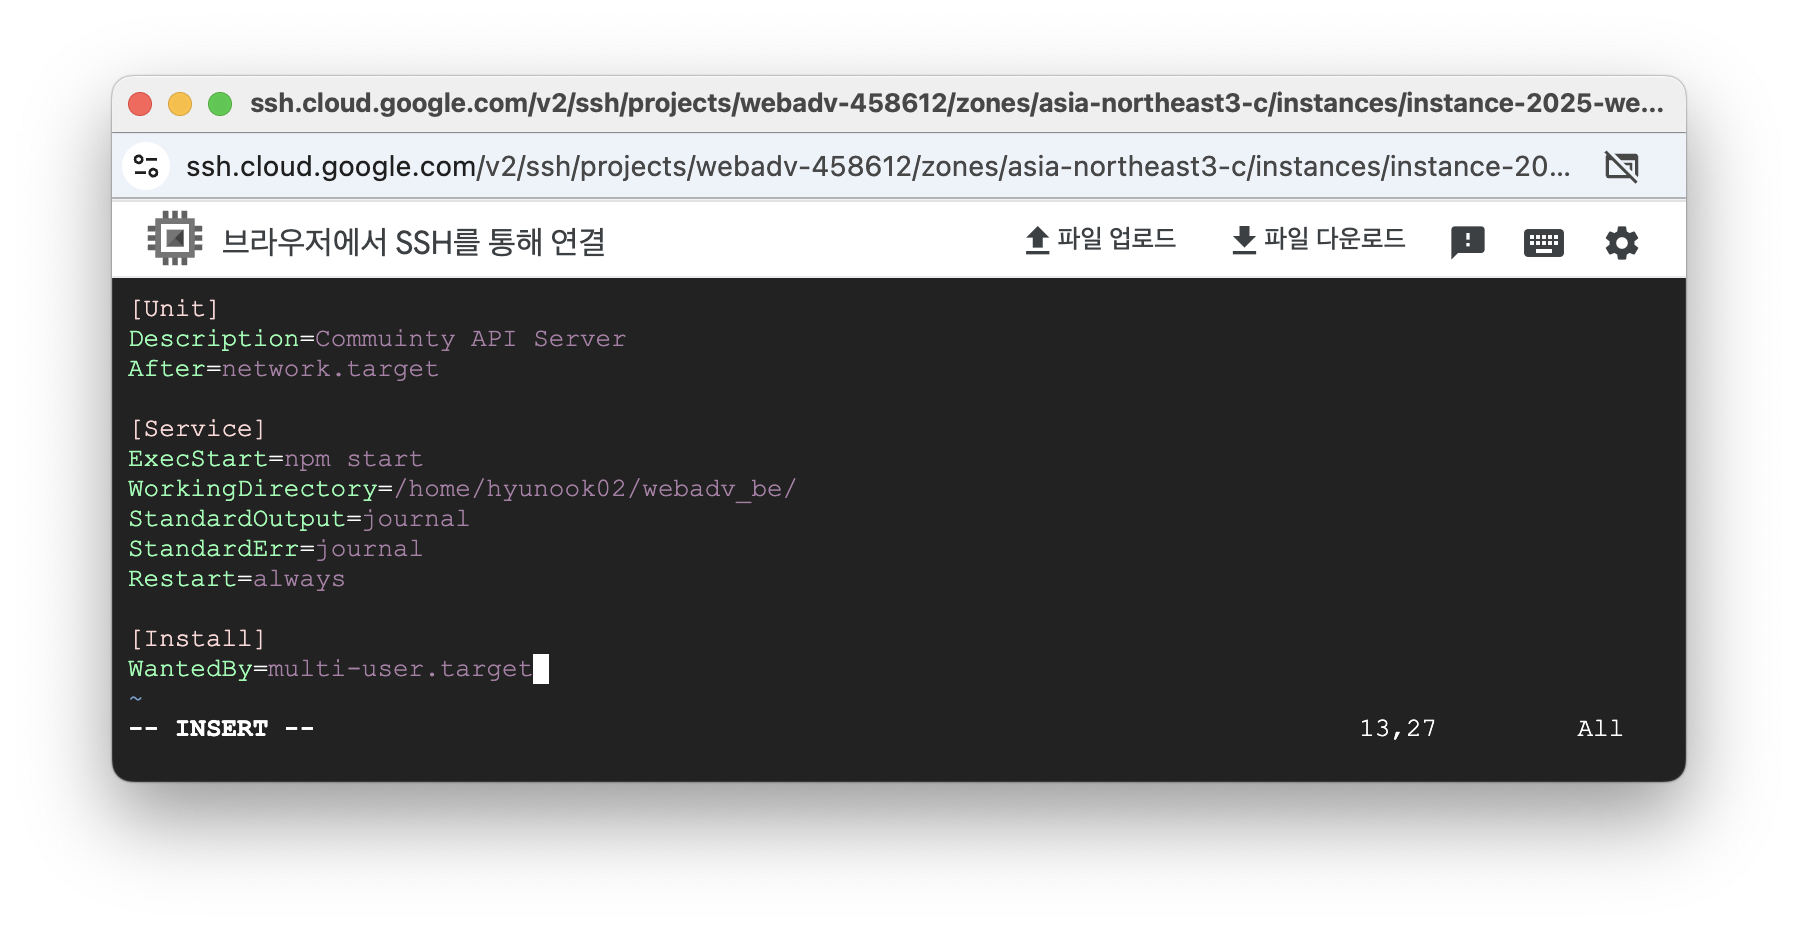 ssh.cloud.google.com/v2/ssh/projects/webadv-458612/zones/asia-northeast3-c/instances/instance-2025-we...
ssh.cloud.google.com/v2/ssh/projects/webadv-458612/zones/asia-northeast3-c/instances/instance-20...
브라우저에서 SSH를 통해 연결 파일 업로드 파일 다운로드
[Unit]
Description=Commuinty API Server
After=network.target
[Service]
ExecStart=npm start
WorkingDirectory=/home/hyunook02/webadv_be/
StandardOutput=journal
StandardErr=journal
Restart=always
[Install]
WantedBy=multi-user.target
~
-- INSERT -- 13,27 All